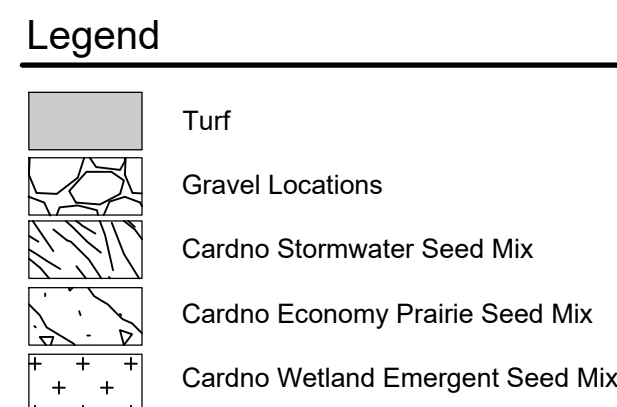 Legend
Turf
Gravel Locations
Cardno Stormwater Seed Mix
Cardno Economy Prairie Seed Mix
Cardno Wetland Emergent Seed Mix